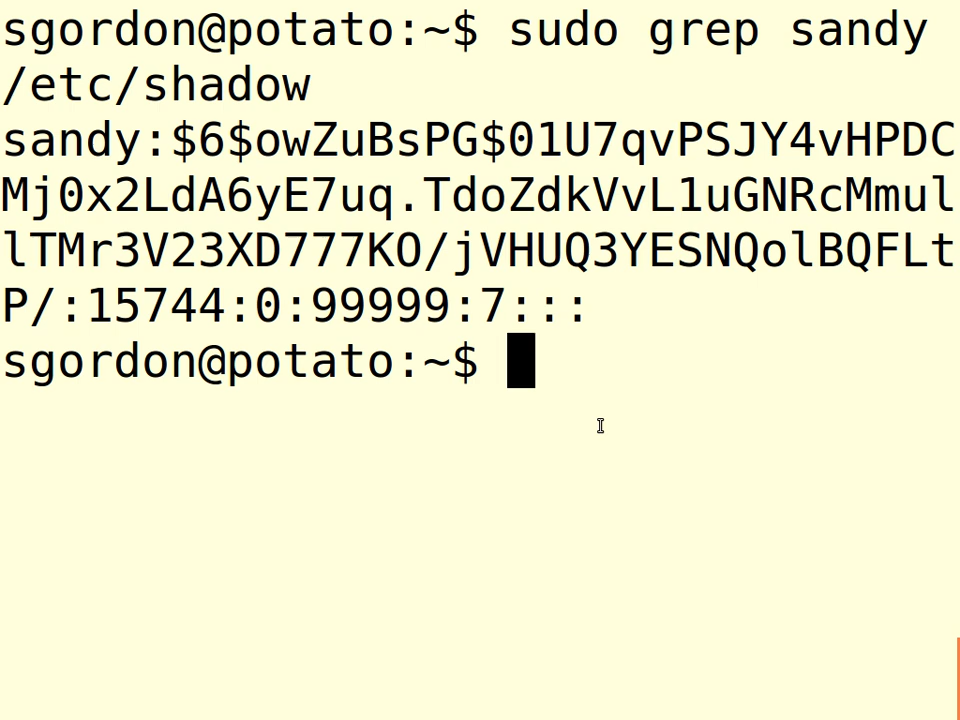 sgordon@potato:~$ sudo grep sandy
/etc/shadow
sandy:$6$owZuBsPG$01U7qvPSJY4vHPDC
Mj0x2LdA6yE7uq.TdoZdkVvL1uGNRcMmul
lTMr3V23XD777KO/jVHUQ3YESNQolBQFLt
P/:15744:0:99999:7:::
sgordon@potato:~$